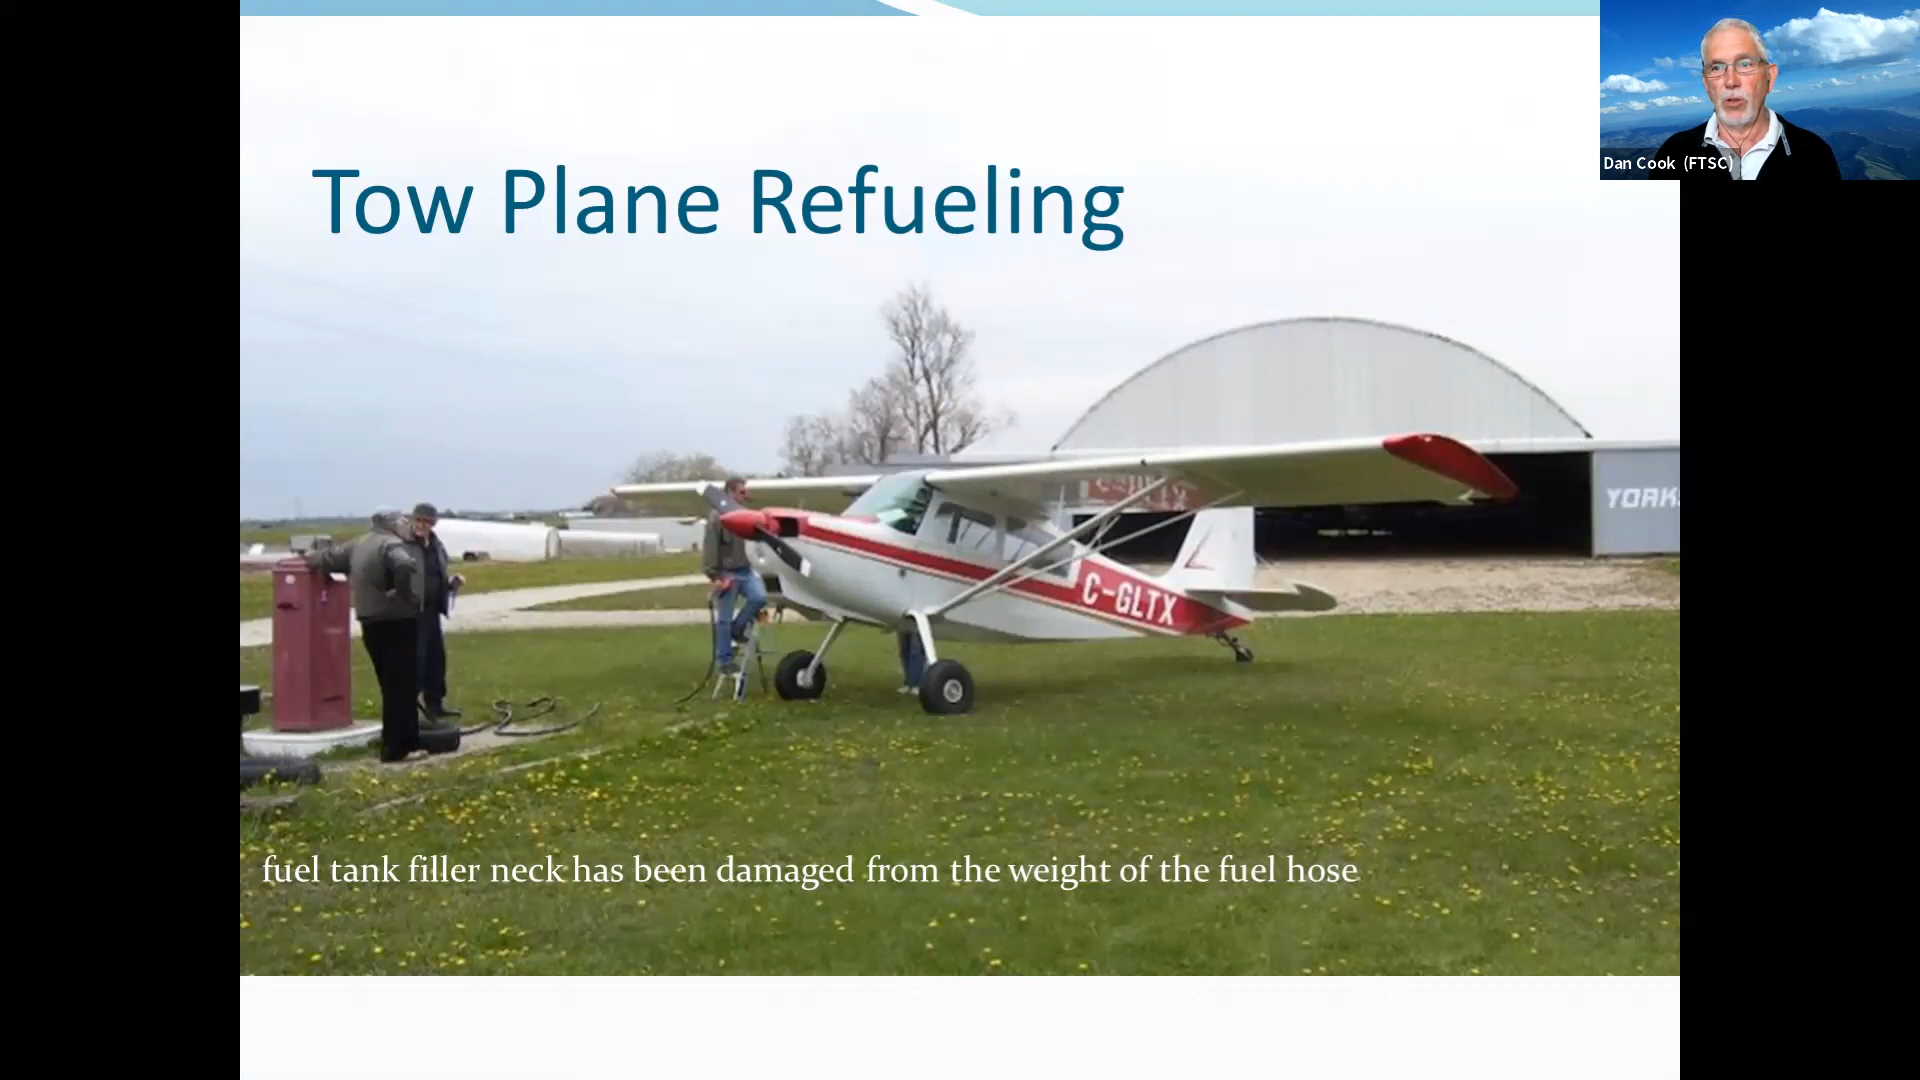 Tow Plane Refueling
Dan Cook (FTSC)
YORK
C-GLTX
fuel tank filler neck has been damaged from the weight of the fuel hose